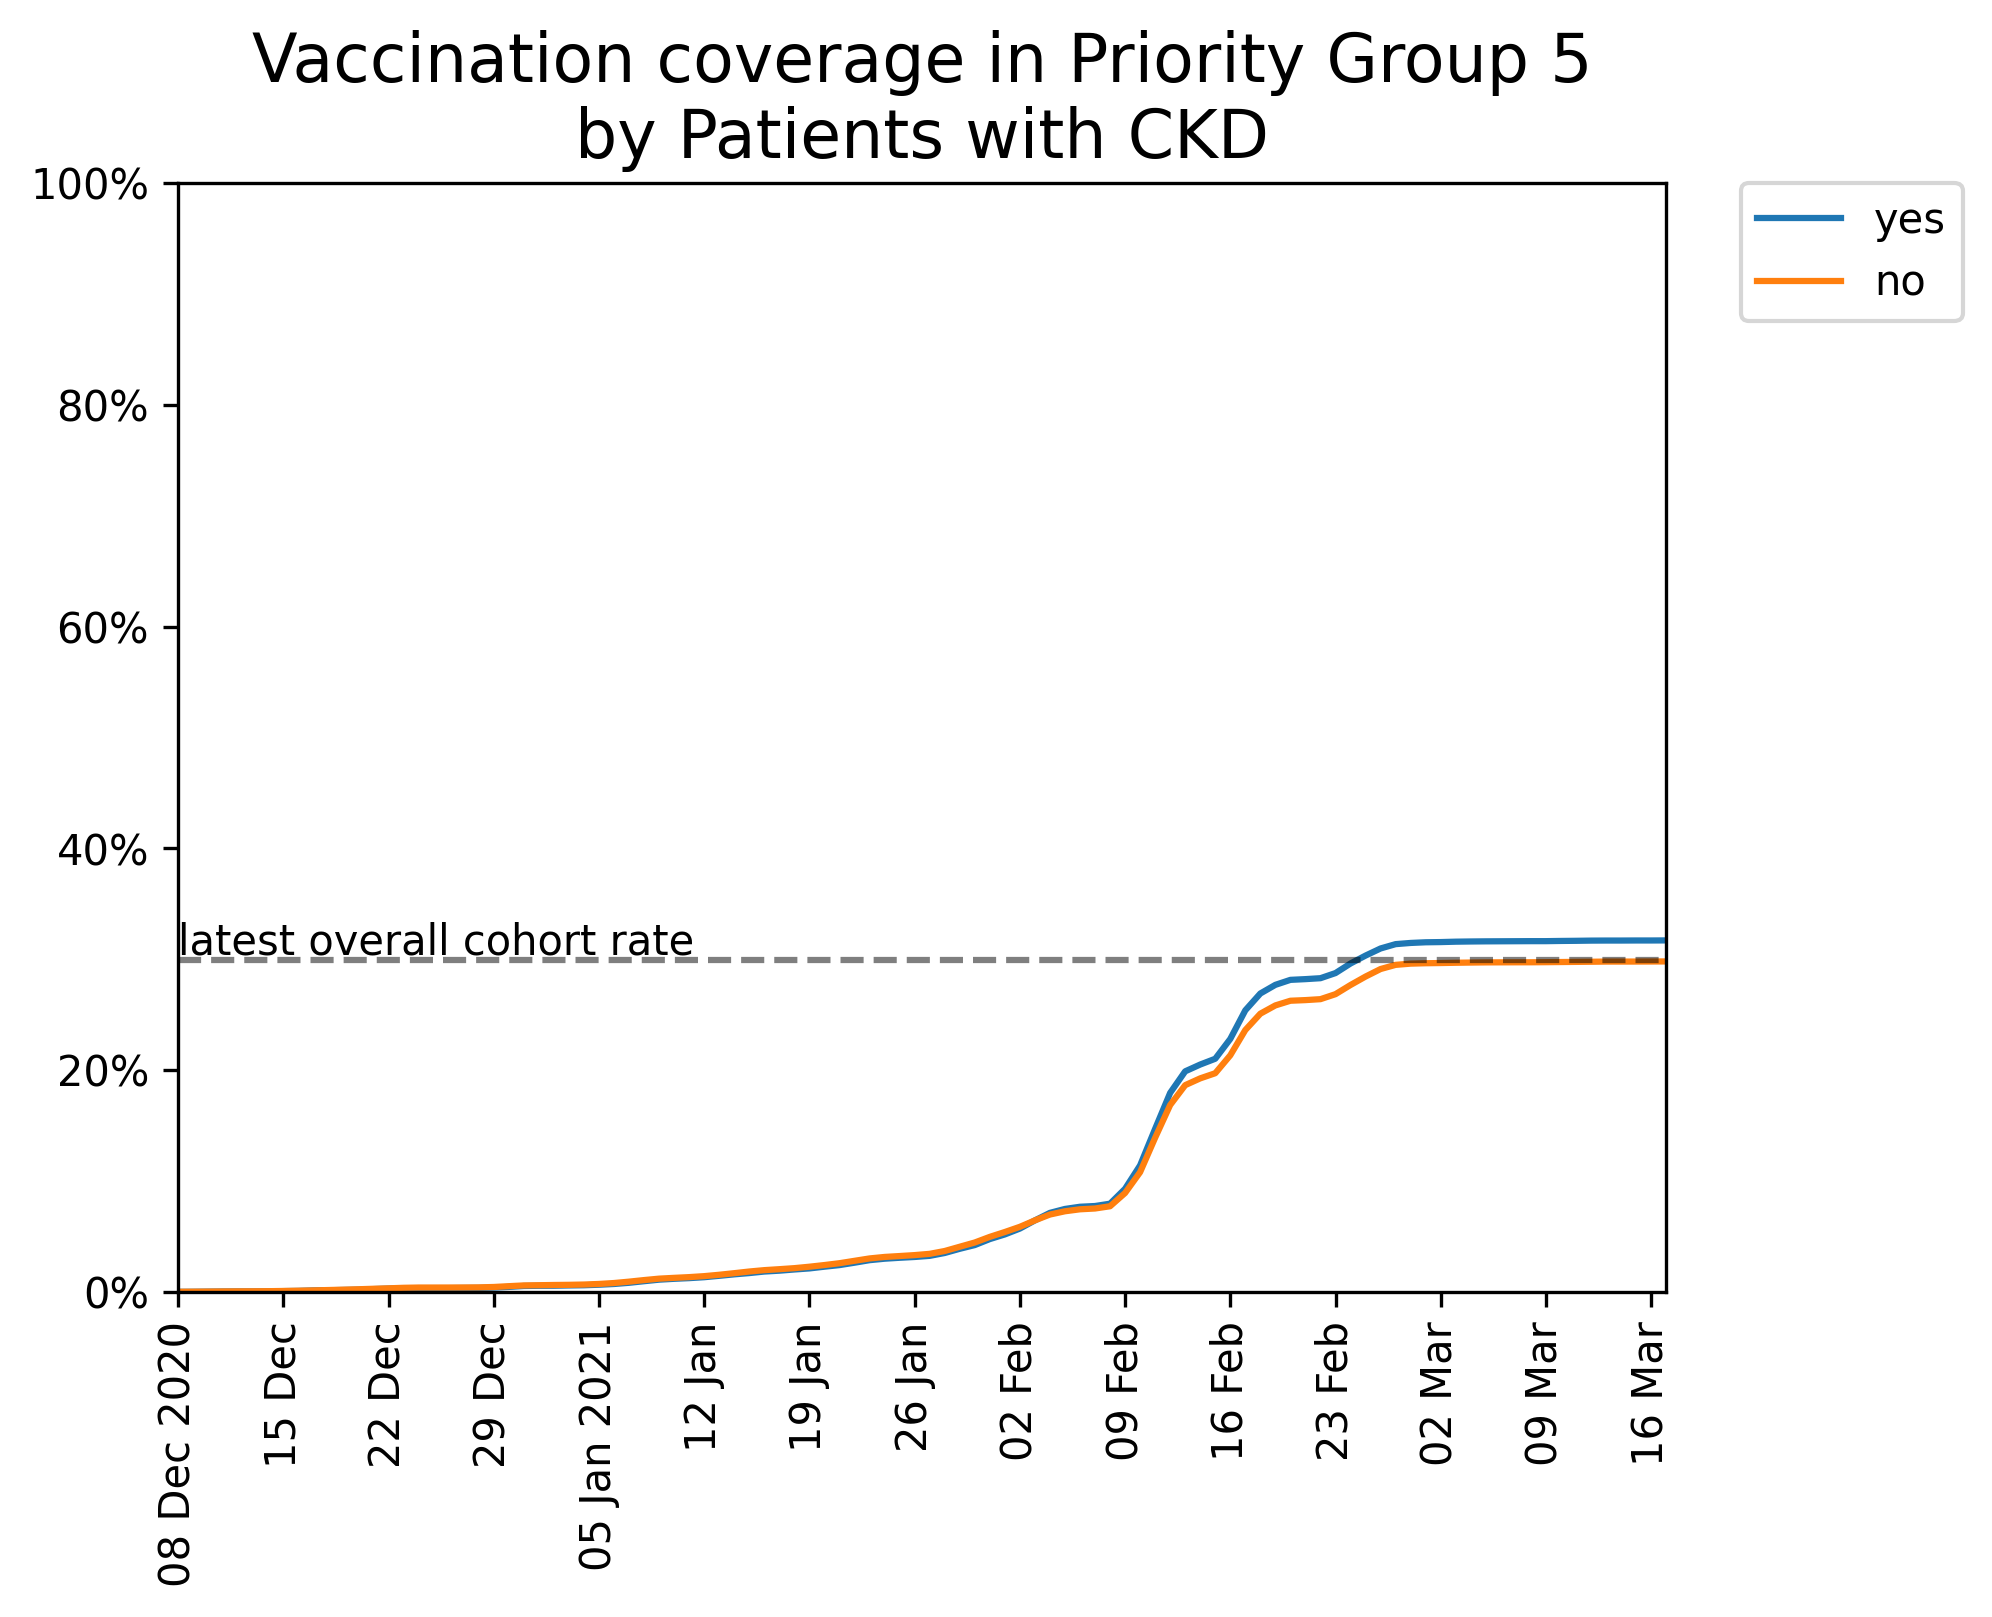 Vaccination coverage in Priority Group 5
by Patients with CKD
100%
80%
60%
40%
20%
0%
latest overall cohort rate
yes
no
08 Dec 2020
15 Dec
22 Dec
29 Dec
05 Jan 2021
12 Jan
19 Jan
26 Jan
02 Feb
09 Feb
16 Feb
23 Feb
02 Mar
09 Mar
16 Mar